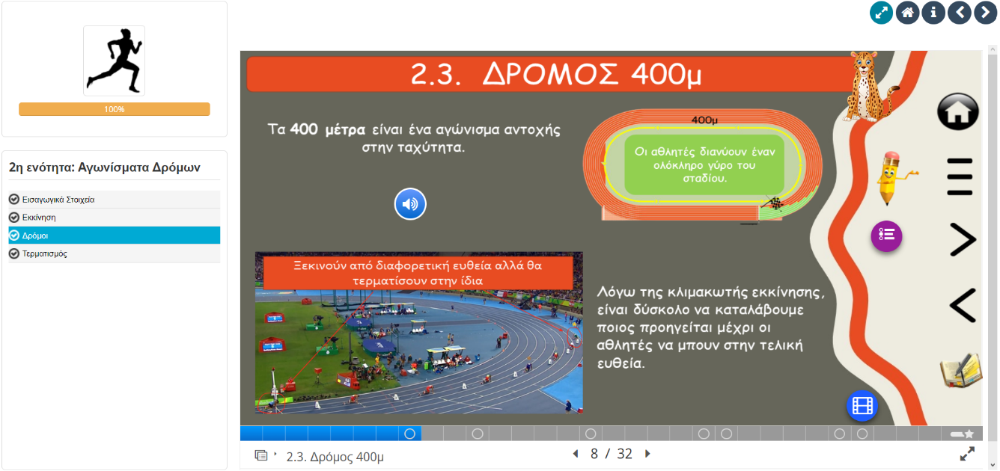 100%
2η ενότητα: Αγωνίσματα Δρόμων
Εισαγωγικά Στοιχεία
Εκκίνηση
Δρόμοι
Τερματισμός
2.3. ΔΡΟΜΟΣ 400μ
Τα 400 μέτρα είναι ένα αγώνισμα αντοχής
στην ταχύτητα.
400μ
Οι αθλητές διανύουν έναν
ολόκληρο γύρο του
σταδίου.
Ξεκινούν από διαφορετική ευθεία αλλά θα
τερματίσουν στην ίδια
Λόγω της κλιμακωτής εκκίνησης,
είναι δύσκολο να καταλάβουμε
ποιος προηγείται μέχρι οι
αθλητές να μπουν στην τελική
ευθεία.
2.3. Δρόμος 400μ
8 / 32